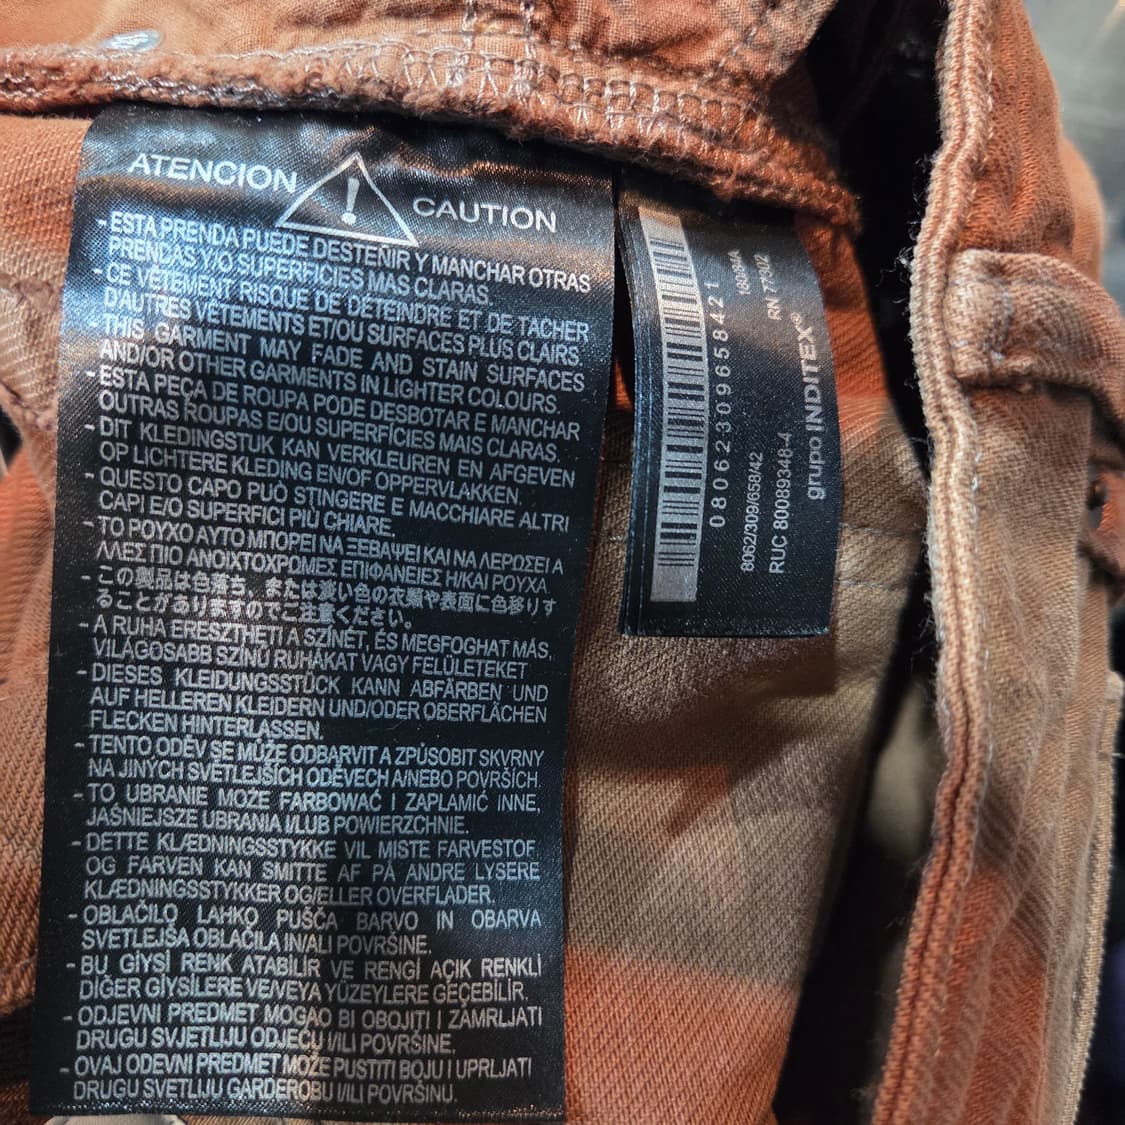 ATENCION
CAUTION
- ESTA PRENDA PUEDE DESTEÑIR Y MANCHAR OTRAS
PRENDAS Y/O SUPERFICIES MAS CLARAS.
- CE VÊTEMENT RISQUE DE DÉTEINDRE ET DE TACHER
D'AUTRES VÊTEMENTS ET/OU SURFACES PLUS CLAIRS.
- THIS GARMENT MAY FADE AND STAIN SURFACES
AND/OR OTHER GARMENTS IN LIGHTER COLOURS.
- ESTA PEÇA DE ROUPA PODE DESBOTAR E MANCHAR
OUTRAS ROUPAS E/OU SUPERFÍCIES MAIS CLARAS.
- DIT KLEDINGSTUK KAN VERKLEUREN EN AFGEVEN
OP LICHTERE KLEDING EN/OF OPPERVLAKKEN.
- QUESTO CAPO PUÒ STINGERE E MACCHIARE ALTRI
CAPI E/O SUPERFICI PIÙ CHIARE.
- ΤΟ ΡΟΥΧΟ ΑΥΤΟ ΜΠΟΡΕΙ ΝΑ ΞΕΒΑΨΕΙ ΚΑΙ ΝΑ ΛΕΡΩΣΕΙ Α
ΛΛΕΣ ΠΙΟ ΑΝΟΙΧΤΟΧΡΩΜΕΣ ΕΠΙΦΑΝΕΙΕΣ Η/ΚΑΙ ΡΟΥΧΑ.
- この製品は色落ち、または淡い色の衣類や表面に色移りす
ることがありますのでご注意ください。
- A RUHA ERESZTHETI A SZÍNÉT, ÉS MEGFOGHAT MÁS,
VILÁGOSABB SZÍNŰ RUHÁKAT VAGY FELÜLETEKET
- DIESES KLEIDUNGSSTÜCK KANN ABFÄRBEN UND
AUF HELLEREN KLEIDERN UND/ODER OBERFLÄCHEN
FLECKEN HINTERLASSEN.
- TENTO ODĚV SE MŮŽE ODBARVIT A ZPŮSOBIT SKVRNY
NA JINÝCH SVĚTLEJŠÍCH ODĚVECH A/NEBO POVRŠÍCH.
- TO UBRANIE MOŻE FARBOWAĆ I ZAPLAMIĆ INNE,
JAŚNIEJSZE UBRANIA I/LUB POWIERZCHNIE.
- DETTE KLÆDNINGSSTYKKE VIL MISTE FARVESTOF,
OG FARVEN KAN SMITTE AF PÅ ANDRE LYSERE
KLÆDNINGSSTYKKER OG/ELLER OVERFLADER.
- OBLAČILO LAHKO PUŠČA BARVO IN OBARVA
SVETLEJŠA OBLAČILA IN/ALI POVRŠINE.
- BU GİYSİ RENK ATABİLİR VE RENGİ AÇIK RENKLİ
DİĞER GİYSİLERE VE/VEYA YÜZEYLERE GEÇEBİLİR.
- ODJEVNI PREDMET MOGAO BI OBOJITI I ZAMRLJATI
DRUGU SVJETLIJU ODJEĆU I/ILI POVRŠINE.
- OVAJ ODEVNI PREDMET MOŽE PUSTITI BOJU I UPRLJATI
DRUGU SVETLIJU GARDEROBU I/ILI POVRŠINU.
08062309658421
18088A
RN 77302
8062/309/658/42
RUC 80089948-4
grupo INDITEX®